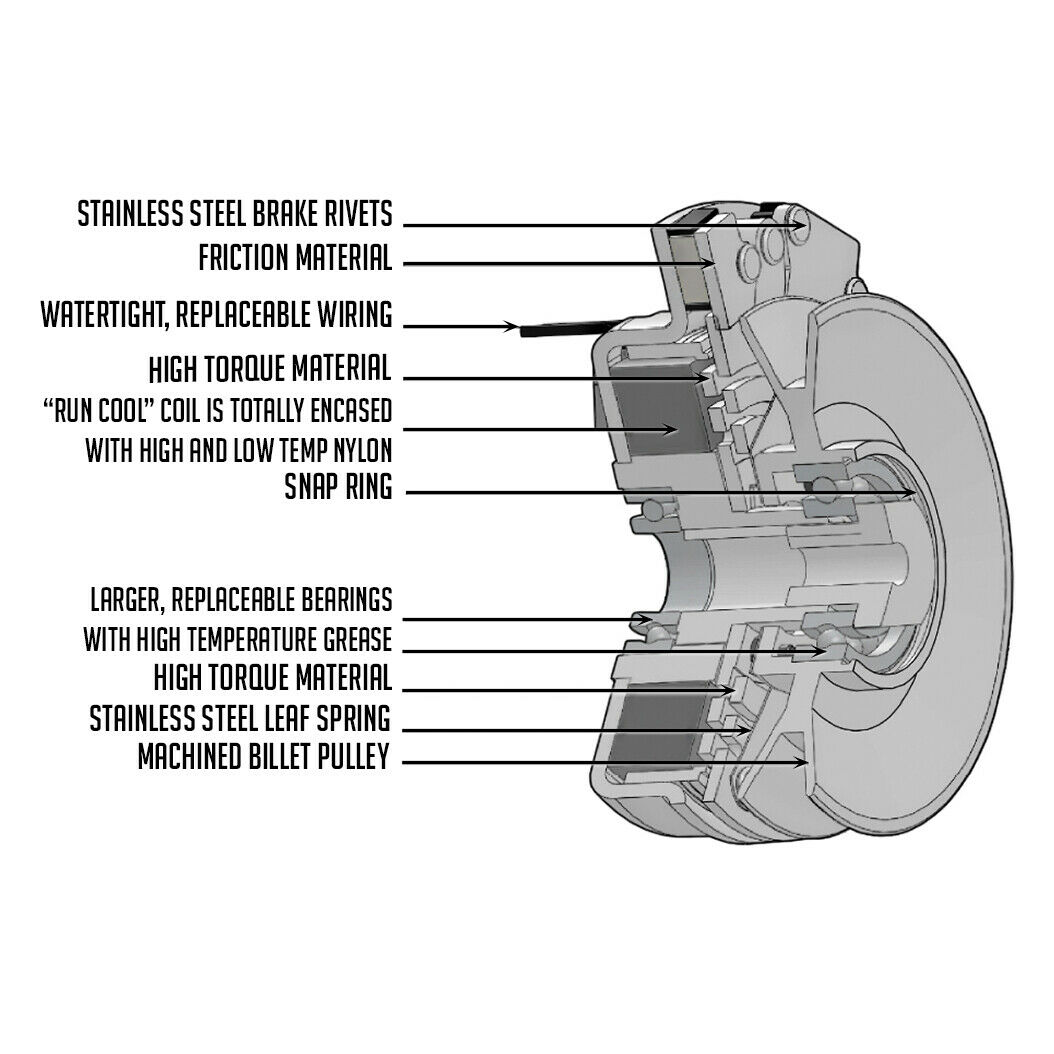 STAINLESS STEEL BRAKE RIVETS
FRICTION MATERIAL
WATERTIGHT, REPLACEABLE WIRING
HIGH TORQUE MATERIAL
“RUN COOL” COIL IS TOTALLY ENCASED
WITH HIGH AND LOW TEMP NYLON
SNAP RING
LARGER, REPLACEABLE BEARINGS
WITH HIGH TEMPERATURE GREASE
HIGH TORQUE MATERIAL
STAINLESS STEEL LEAF SPRING
MACHINED BILLET PULLEY